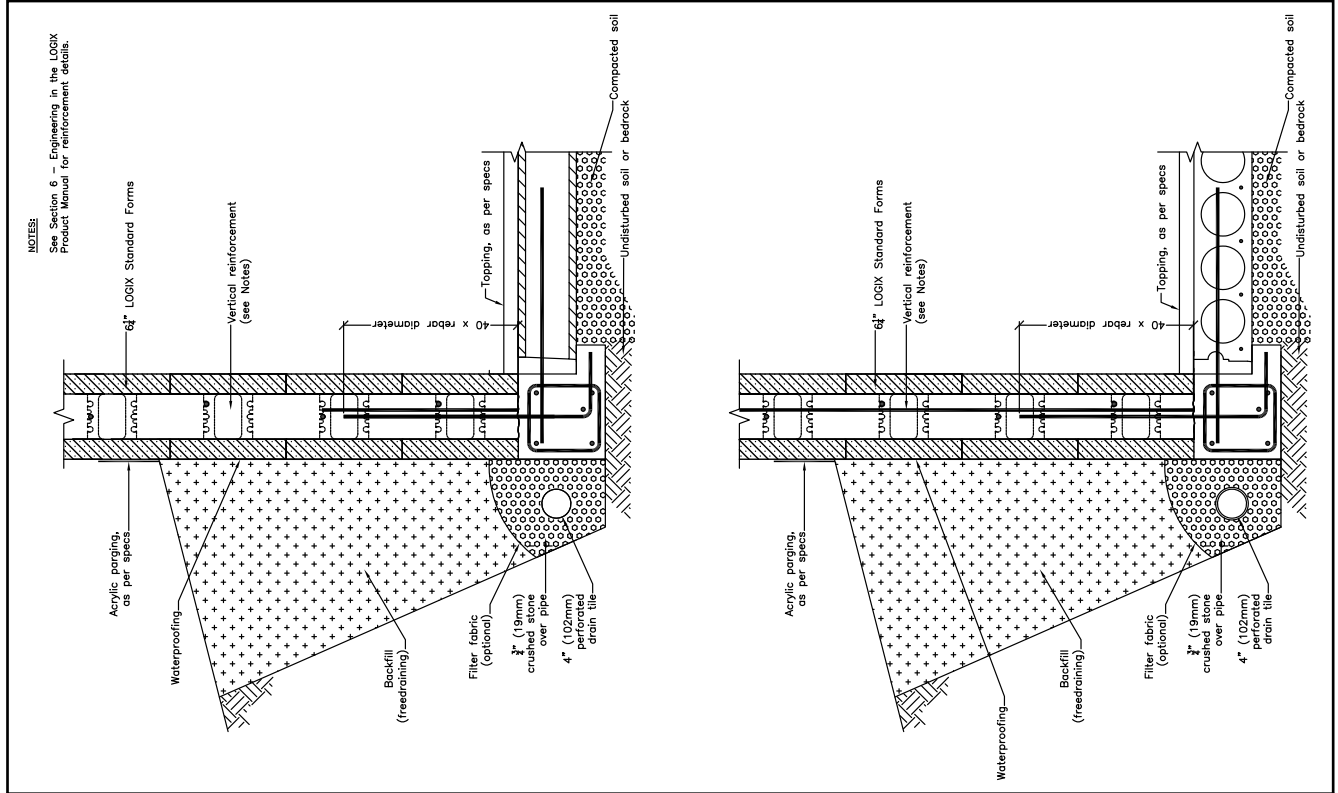 NOTES:
See Section 6 – Engineering in the LOGIX
Product Manual for reinforcement details.
Acrylic parging,
as per specs
6¼" LOGIX Standard Forms
Waterproofing
Vertical reinforcement
(see Notes)
Backfill
(freedraining)
40 x rebar diameter
Topping, as per specs
Filter fabric
(optional)
¾" (19mm)
crushed stone
over pipe
4" (102mm)
perforated
drain tile
Compacted soil
Undisturbed soil or bedrock
Acrylic parging,
as per specs
6¼" LOGIX Standard Forms
Waterproofing
Vertical reinforcement
(see Notes)
Backfill
(freedraining)
40 x rebar diameter
Topping, as per specs
Filter fabric
(optional)
¾" (19mm)
crushed stone
over pipe
4" (102mm)
perforated
drain tile
Compacted soil
Undisturbed soil or bedrock